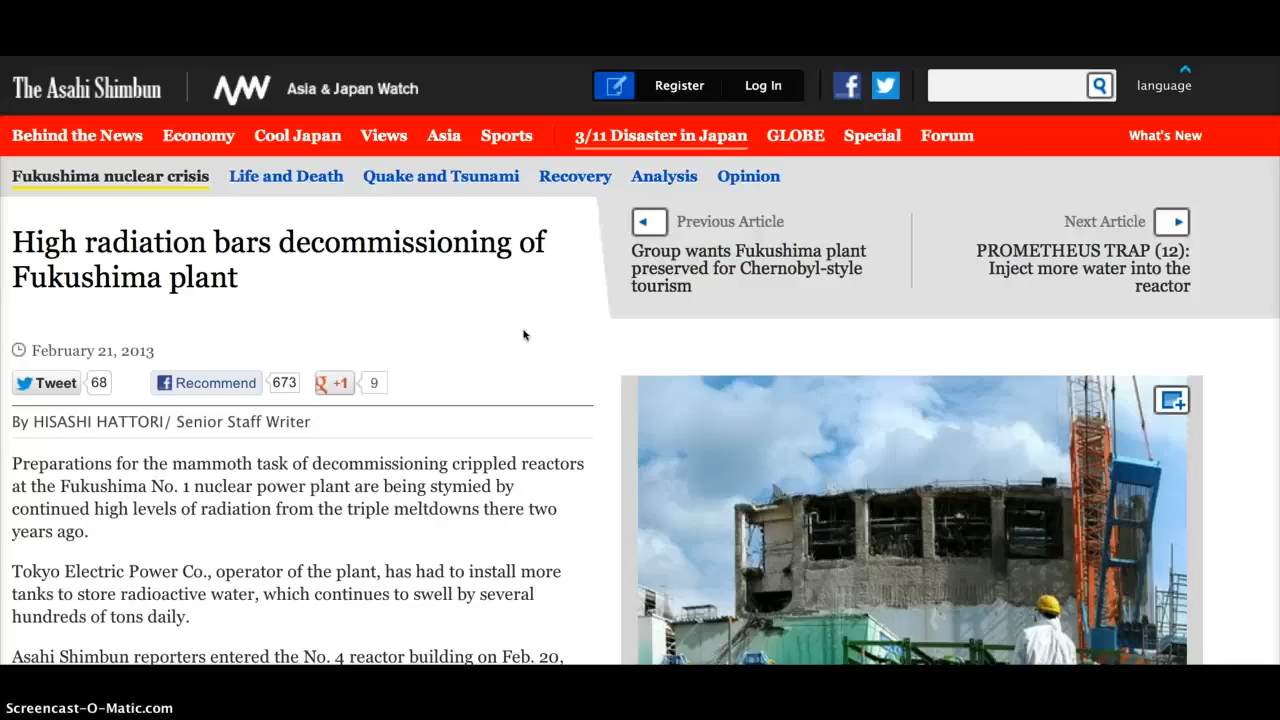 The Asahi Shimbun
AJW Asia & Japan Watch
Register
Log In
language
Behind the News Economy Cool Japan Views Asia Sports 3/11 Disaster in Japan GLOBE Special Forum What's New
Fukushima nuclear crisis Life and Death Quake and Tsunami Recovery Analysis Opinion
High radiation bars decommissioning of
Fukushima plant
Previous Article
Group wants Fukushima plant
preserved for Chernobyl-style
tourism
Next Article
PROMETHEUS TRAP (12):
Inject more water into the
reactor
February 21, 2013
Tweet 68 Recommend 673 +1 9
By HISASHI HATTORI/ Senior Staff Writer
Preparations for the mammoth task of decommissioning crippled reactors
at the Fukushima No. 1 nuclear power plant are being stymied by
continued high levels of radiation from the triple meltdowns there two
years ago.
Tokyo Electric Power Co., operator of the plant, has had to install more
tanks to store radioactive water, which continues to swell by several
hundreds of tons daily.
Asahi Shimbun reporters entered the No. 4 reactor building on Feb. 20,
Screencast-O-Matic.com